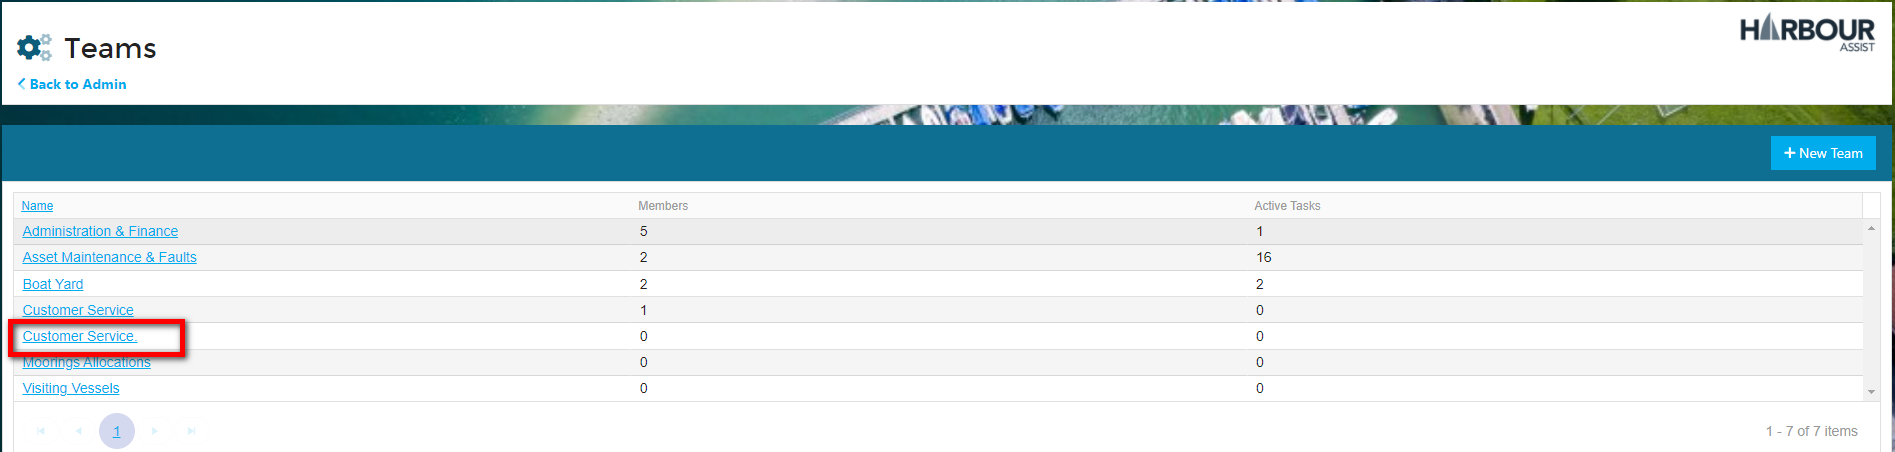 HARBOUR
ASSIST
Teams
Back to Admin
+ New Team
Name Members Active Tasks
Administration & Finance 5 1
Asset Maintenance & Faults 2 16
Boat Yard 2 2
Customer Service 1 0
Customer Service. 0 0
Moorings Allocations 0 0
Visiting Vessels 0 0
1 1 - 7 of 7 items